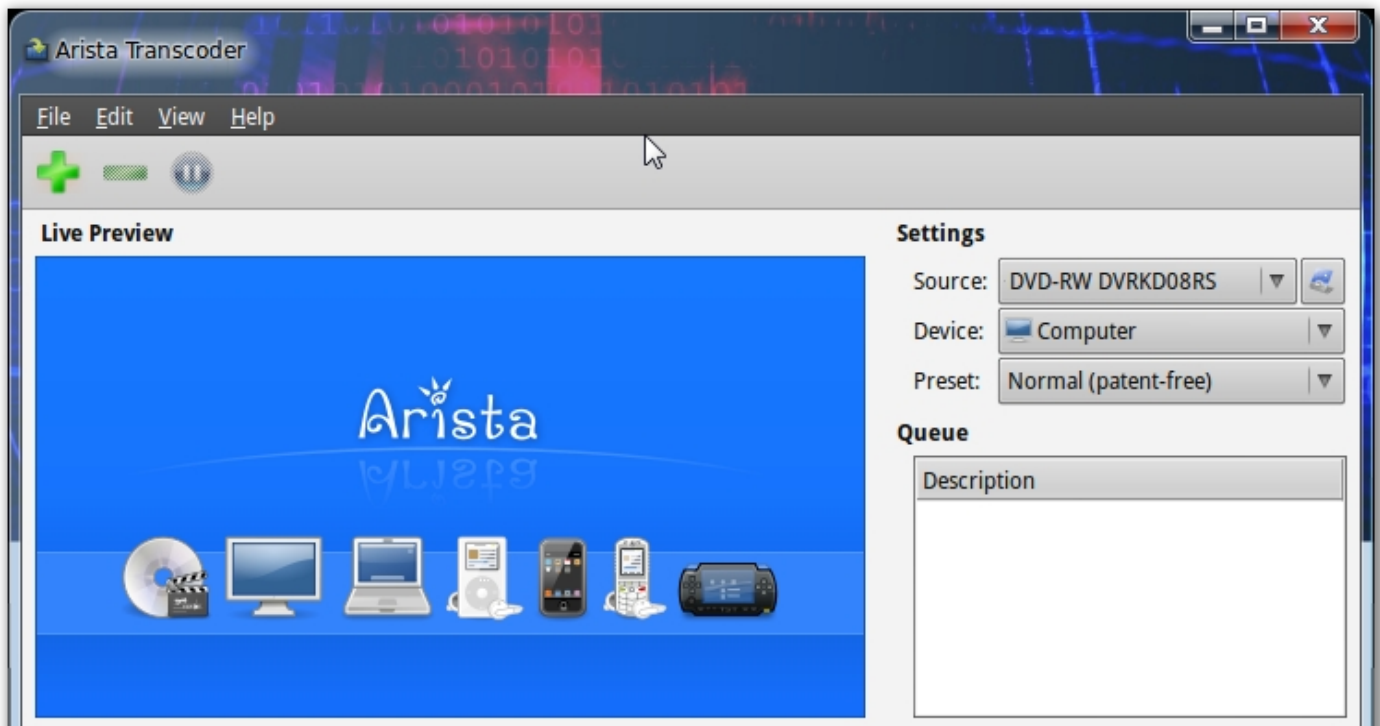 Arista Transcoder
File Edit View Help
Live Preview
Settings
Source: DVD-RW DVRKD08RS
Device: Computer
Preset: Normal (patent-free)
Arista
Queue
Description